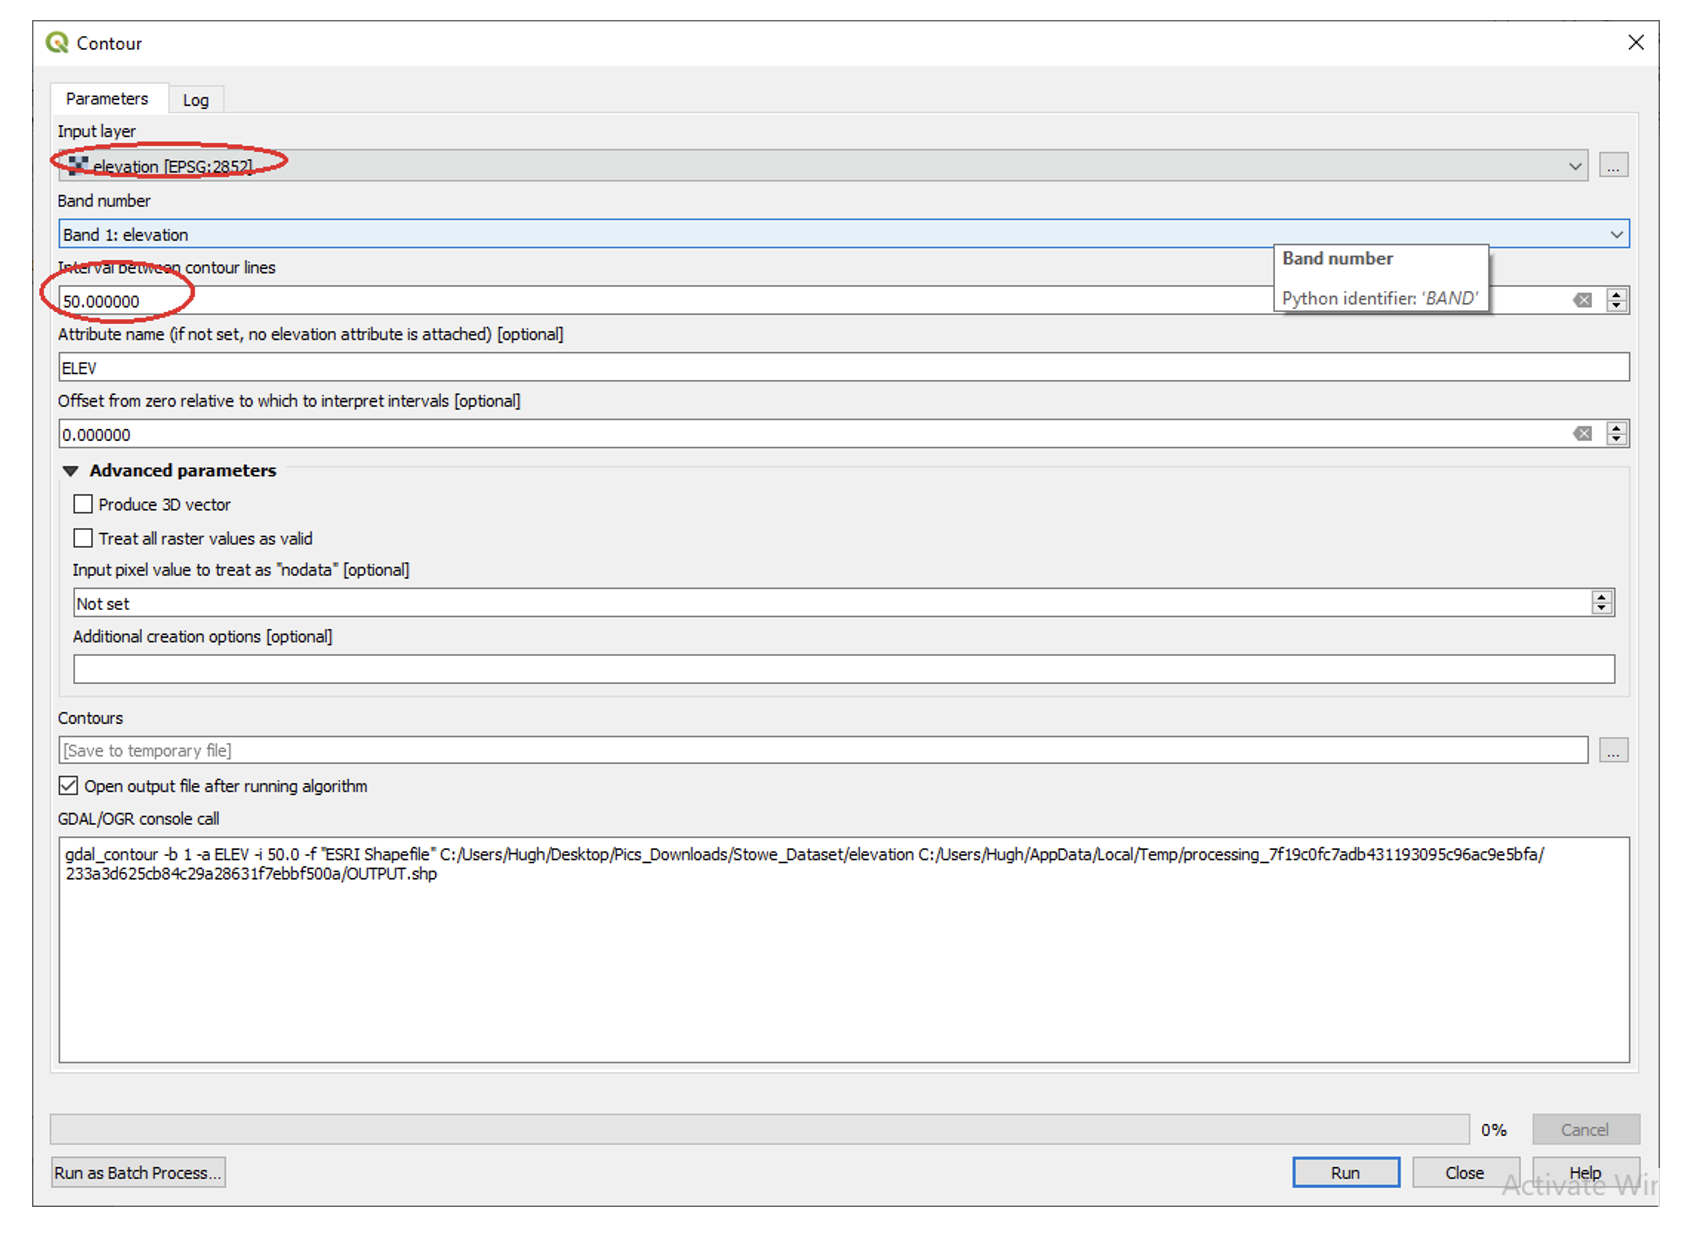 Contour
Parameters
Log
Input layer
elevation [EPSG:2852]
...
Band number
Band 1: elevation
Interval between contour lines
Band number
Python identifier: 'BAND'
50.000000
Attribute name (if not set, no elevation attribute is attached) [optional]
ELEV
Offset from zero relative to which to interpret intervals [optional]
0.000000
Advanced parameters
Produce 3D vector
Treat all raster values as valid
Input pixel value to treat as "nodata" [optional]
Not set
Additional creation options [optional]
Contours
[Save to temporary file]
...
Open output file after running algorithm
GDAL/OGR console call
gdal_contour -b 1 -a ELEV -i 50.0 -f "ESRI Shapefile" C:/Users/Hugh/Desktop/Pics_Downloads/Stowe_Dataset/elevation C:/Users/Hugh/AppData/Local/Temp/processing_7f19c0fc7adb431193095c96ac9e5bfa/
233a3d625cb84c29a28631f7ebbf500a/OUTPUT.shp
0%
Cancel
Run as Batch Process...
Run
Close
Help
Activate Wi